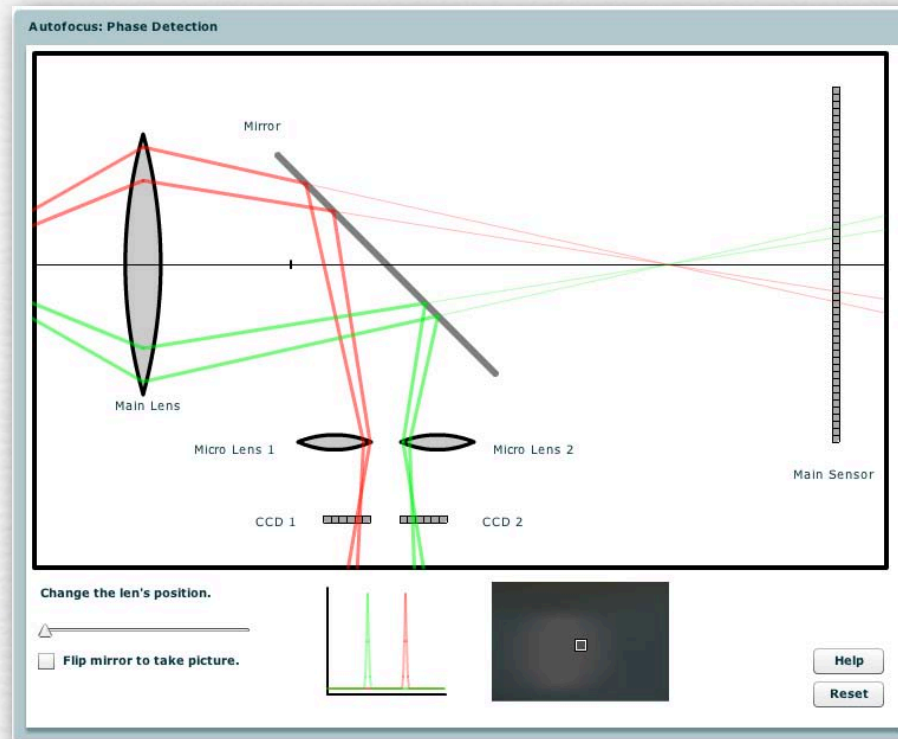 Autofocus: Phase Detection
Mirror
Main Lens
Micro Lens 1
Micro Lens 2
Main Sensor
CCD 1
CCD 2
Change the len's position.
Flip mirror to take picture.
Help
Reset